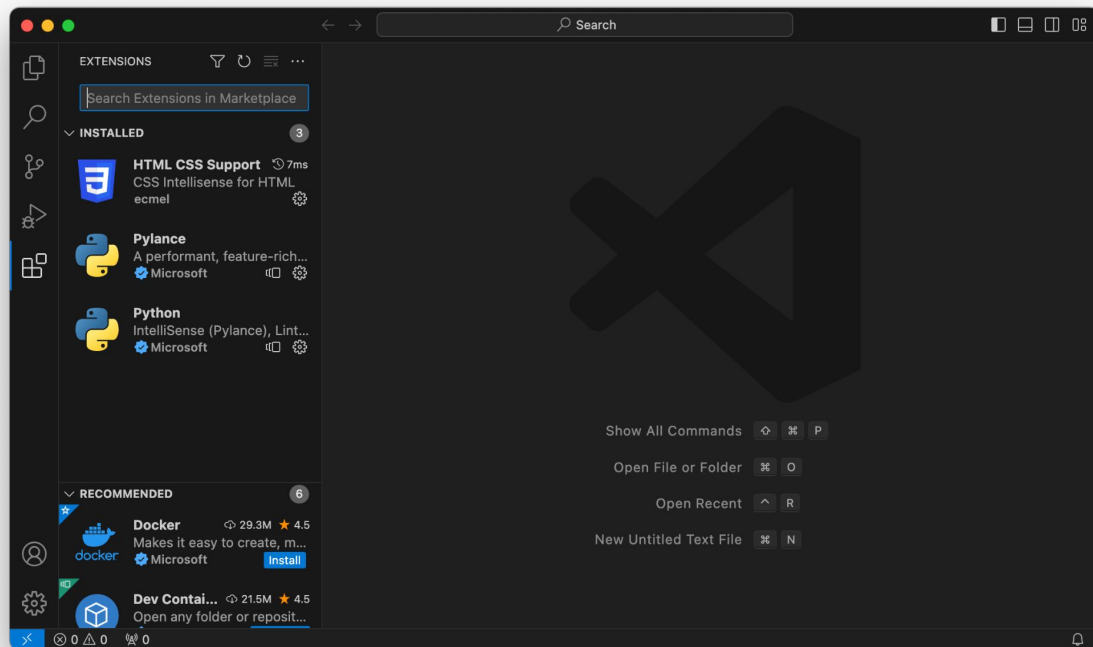 Search
EXTENSIONS
Search Extensions in Marketplace
INSTALLED 3
HTML CSS Support 7ms
CSS Intellisense for HTML
ecmel
Pylance
A performant, feature-rich...
Microsoft
Python
IntelliSense (Pylance), Lint...
Microsoft
RECOMMENDED 6
Docker 29.3M ★ 4.5
Makes it easy to create, m...
docker
Microsoft Install
Dev Contai... 21.5M ★ 4.5
Open any folder or reposit...
Show All Commands ⇧ ⌘ P
Open File or Folder ⌘ O
Open Recent ^ R
New Untitled Text File ⌘ N
0 0 0